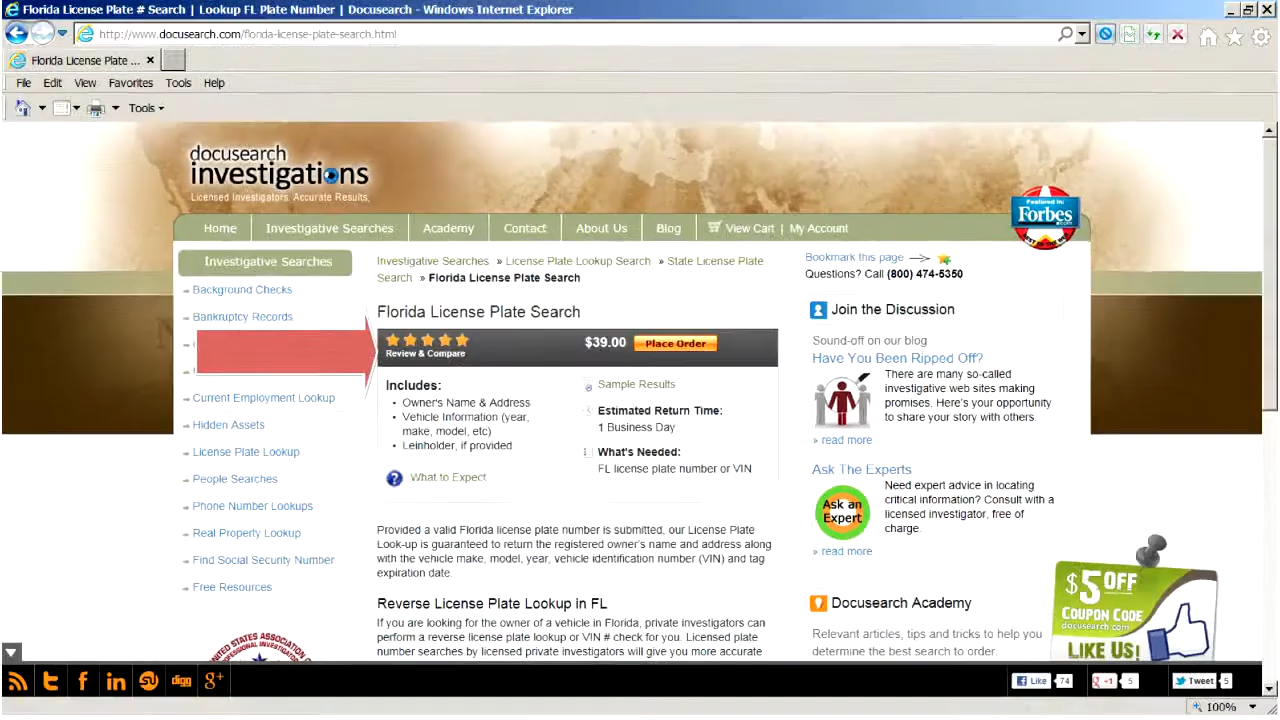 Florida License Plate # Search | Lookup FL Plate Number | Docusearch - Windows Internet Explorer
http://www.docusearch.com/florida-license-plate-search.html
Florida License Plate ...
File Edit View Favorites Tools Help
Tools
docusearch
investigations
Licensed Investigators. Accurate Results.
Featured in:
Forbes
.com
BEST OF THE WEB
Home Investigative Searches Academy Contact About Us Blog View Cart | My Account
Investigative Searches
Background Checks
Bankruptcy Records
Current Employment Lookup
Hidden Assets
License Plate Lookup
People Searches
Phone Number Lookups
Real Property Lookup
Find Social Security Number
Free Resources
Investigative Searches » License Plate Lookup Search » State License Plate
Search » Florida License Plate Search
Florida License Plate Search
Review & Compare
$39.00 Place Order
Includes:
• Owner's Name & Address
• Vehicle Information (year,
make, model, etc)
• Leinholder, if provided
What to Expect
Sample Results
Estimated Return Time:
1 Business Day
What's Needed:
FL license plate number or VIN
Provided a valid Florida license plate number is submitted, our License Plate
Look-up is guaranteed to return the registered owner's name and address along
with the vehicle make, model, year, vehicle identification number (VIN) and tag
expiration date.
Reverse License Plate Lookup in FL
If you are looking for the owner of a vehicle in Florida, private investigators can
perform a reverse license plate lookup or VIN # check for you. Licensed plate
number searches by licensed private investigators will give you more accurate
Bookmark this page
Questions? Call (800) 474-5350
Join the Discussion
Sound-off on our blog
Have You Been Ripped Off?
There are many so-called
investigative web sites making
promises. Here's your opportunity
to share your story with others.
» read more
Ask The Experts
Ask an
Expert
Need expert advice in locating
critical information? Consult with a
licensed investigator, free of
charge.
» read more
Docusearch Academy
Relevant articles, tips and tricks to help you
determine the best search to order.
$5 OFF
COUPON CODE
docusearch.com
LIKE US!
UNITED STATES ASSOCIATION
PROFESSIONAL INVESTIGATORS
digg
g+
Like 74
+1 5
Tweet 5
100%